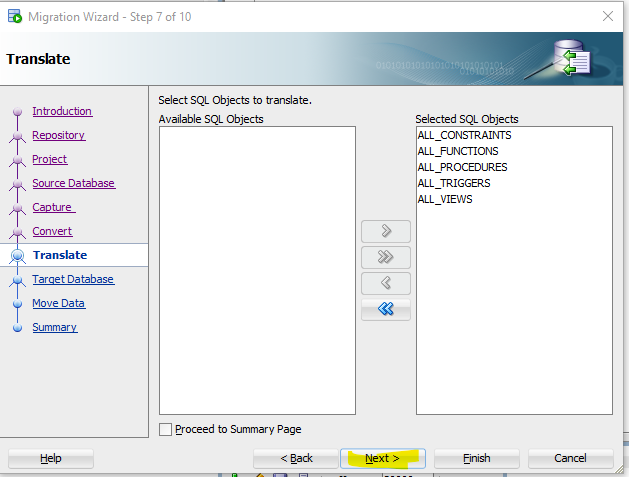 Migration Wizard - Step 7 of 10
Translate
0101010101010101010101010101
01010101010
Select SQL Objects to translate.
Available SQL Objects
Selected SQL Objects
Introduction
Repository
Project
Source Database
Capture
Convert
Translate
Target Database
Move Data
Summary
ALL_CONSTRAINTS
ALL_FUNCTIONS
ALL_PROCEDURES
ALL_TRIGGERS
ALL_VIEWS
Proceed to Summary Page
Help
< Back
Next >
Finish
Cancel